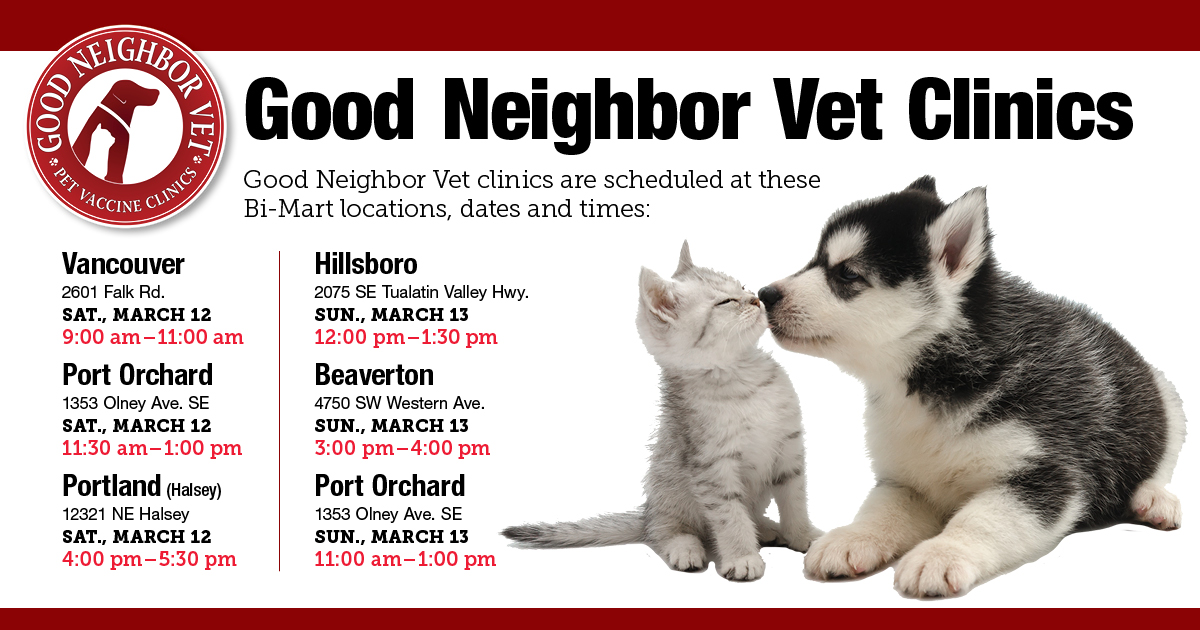 GOOD NEIGHBOR VET
PET VACCINE CLINICS
Good Neighbor Vet Clinics
Good Neighbor Vet clinics are scheduled at these
Bi-Mart locations, dates and times:
Vancouver
2601 Falk Rd.
SAT., MARCH 12
9:00 am–11:00 am
Port Orchard
1353 Olney Ave. SE
SAT., MARCH 12
11:30 am–1:00 pm
Portland (Halsey)
12321 NE Halsey
SAT., MARCH 12
4:00 pm–5:30 pm
Hillsboro
2075 SE Tualatin Valley Hwy.
SUN., MARCH 13
12:00 pm–1:30 pm
Beaverton
4750 SW Western Ave.
SUN., MARCH 13
3:00 pm–4:00 pm
Port Orchard
1353 Olney Ave. SE
SUN., MARCH 13
11:00 am–1:00 pm